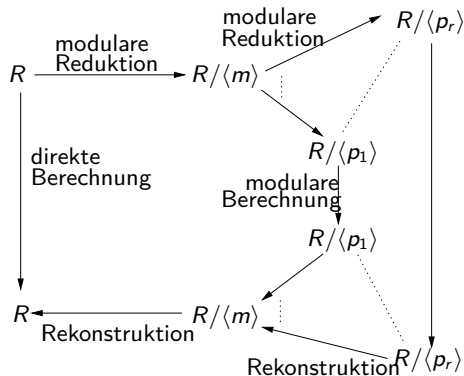 modulare
Reduktion
R/⟨p_r⟩
modulare
Reduktion
R
R/⟨m⟩
R/⟨p_1⟩
direkte
Berechnung
modulare
Berechnung
R/⟨p_1⟩
R
R/⟨m⟩
Rekonstruktion
Rekonstruktion
R/⟨p_r⟩